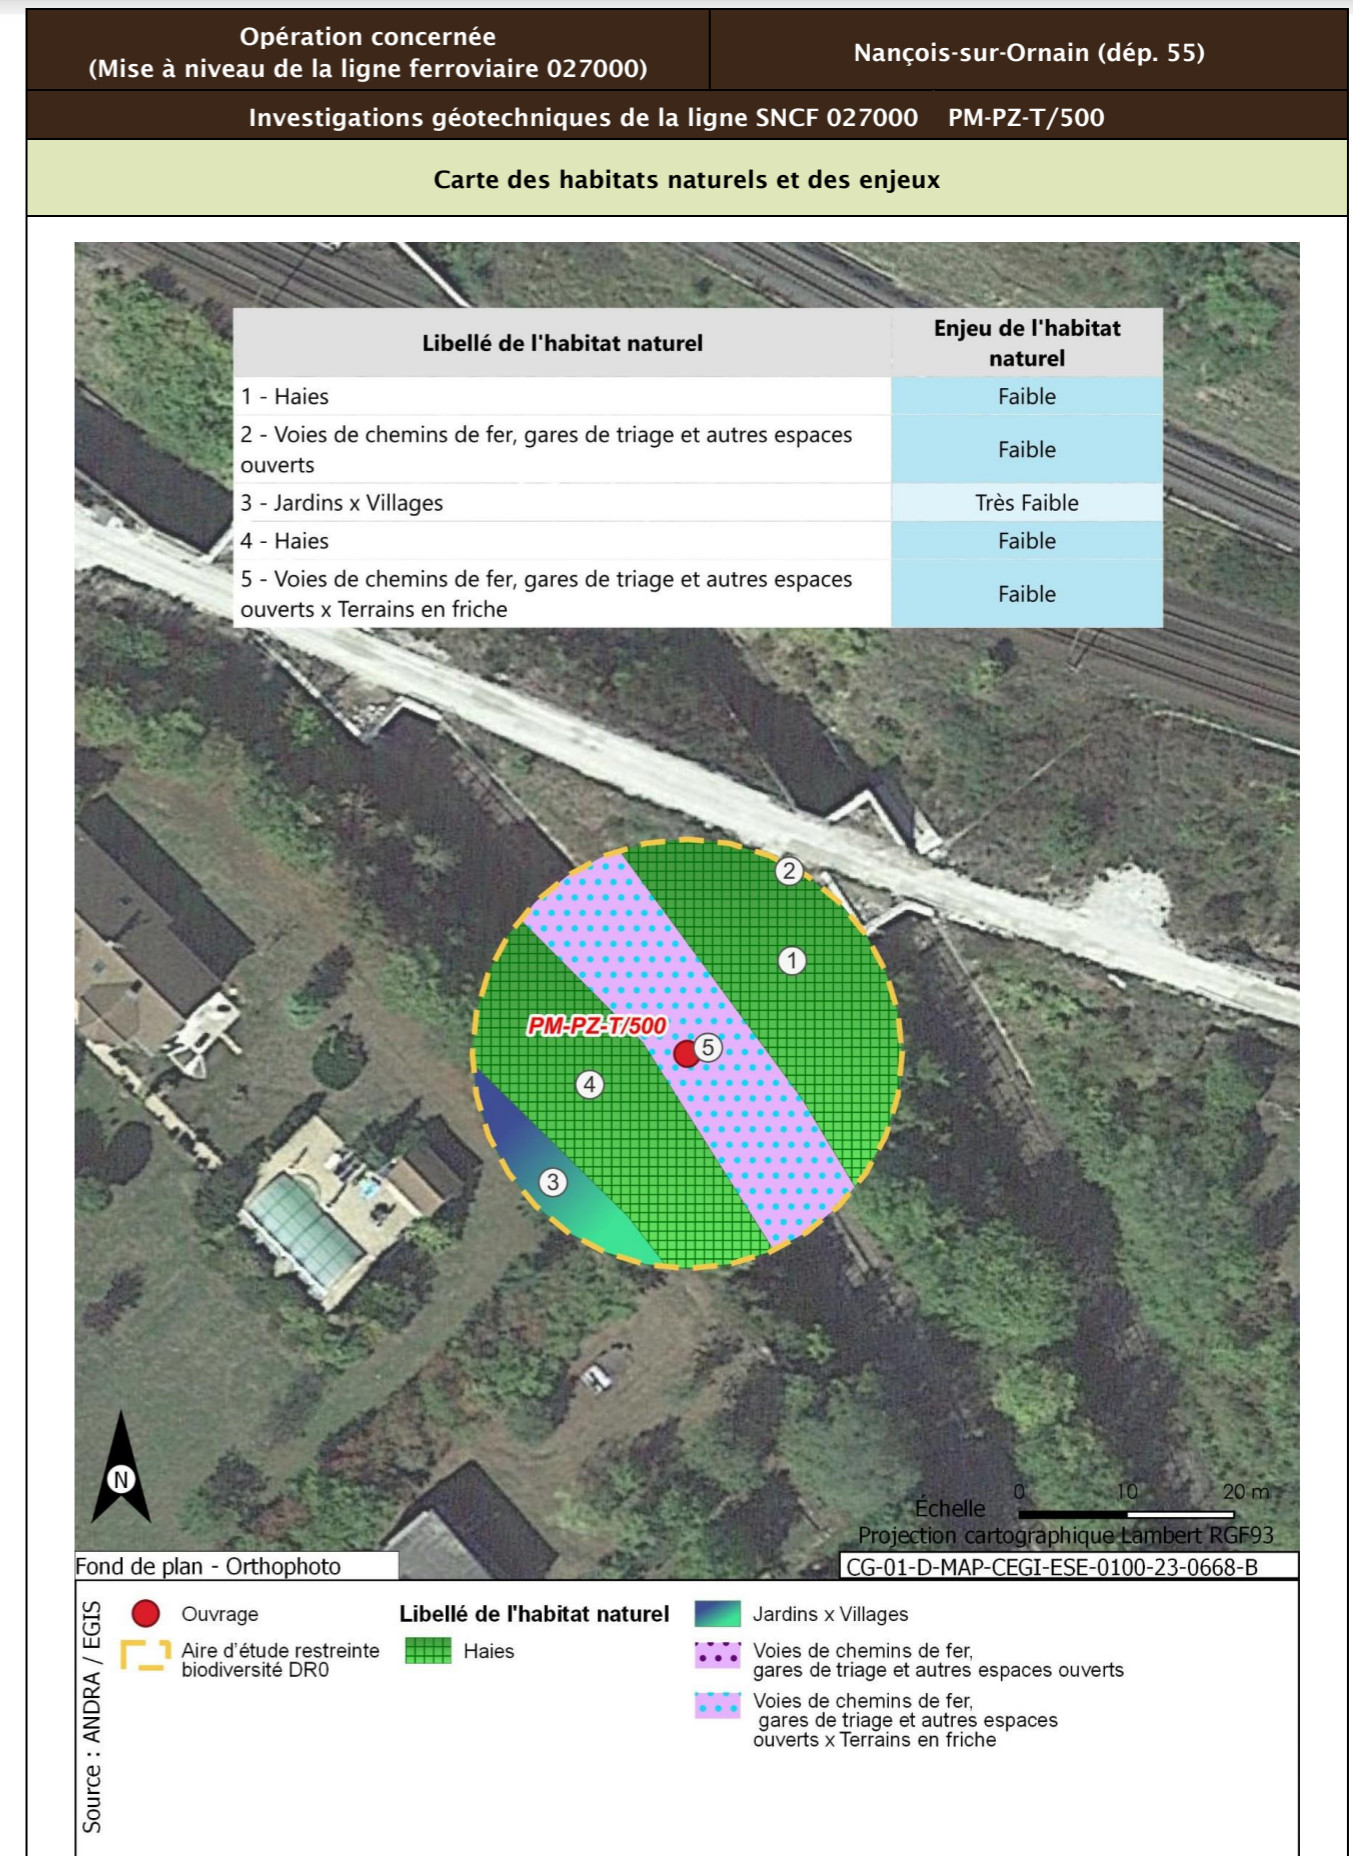 Opération concernée
(Mise à niveau de la ligne ferroviaire 027000)
Nançois-sur-Ornain (dép. 55)
Investigations géotechniques de la ligne SNCF 027000 PM-PZ-T/500
Carte des habitats naturels et des enjeux
Libellé de l'habitat naturel
Enjeu de l'habitat
naturel
1 - Haies
Faible
2 - Voies de chemins de fer, gares de triage et autres espaces
ouverts
Faible
3 - Jardins x Villages
Très Faible
4 - Haies
Faible
5 - Voies de chemins de fer, gares de triage et autres espaces
ouverts x Terrains en friche
Faible
2
1
PM-PZ-T/500
5
4
3
N
Échelle
0 10 20 m
Projection cartographique Lambert RGF93
Fond de plan - Orthophoto
CG-01-D-MAP-CEGI-ESE-0100-23-0668-B
Source : ANDRA / EGIS
Ouvrage
Aire d'étude restreinte
biodiversité DR0
Libellé de l'habitat naturel
Haies
Jardins x Villages
Voies de chemins de fer,
gares de triage et autres espaces ouverts
Voies de chemins de fer,
gares de triage et autres espaces
ouverts x Terrains en friche